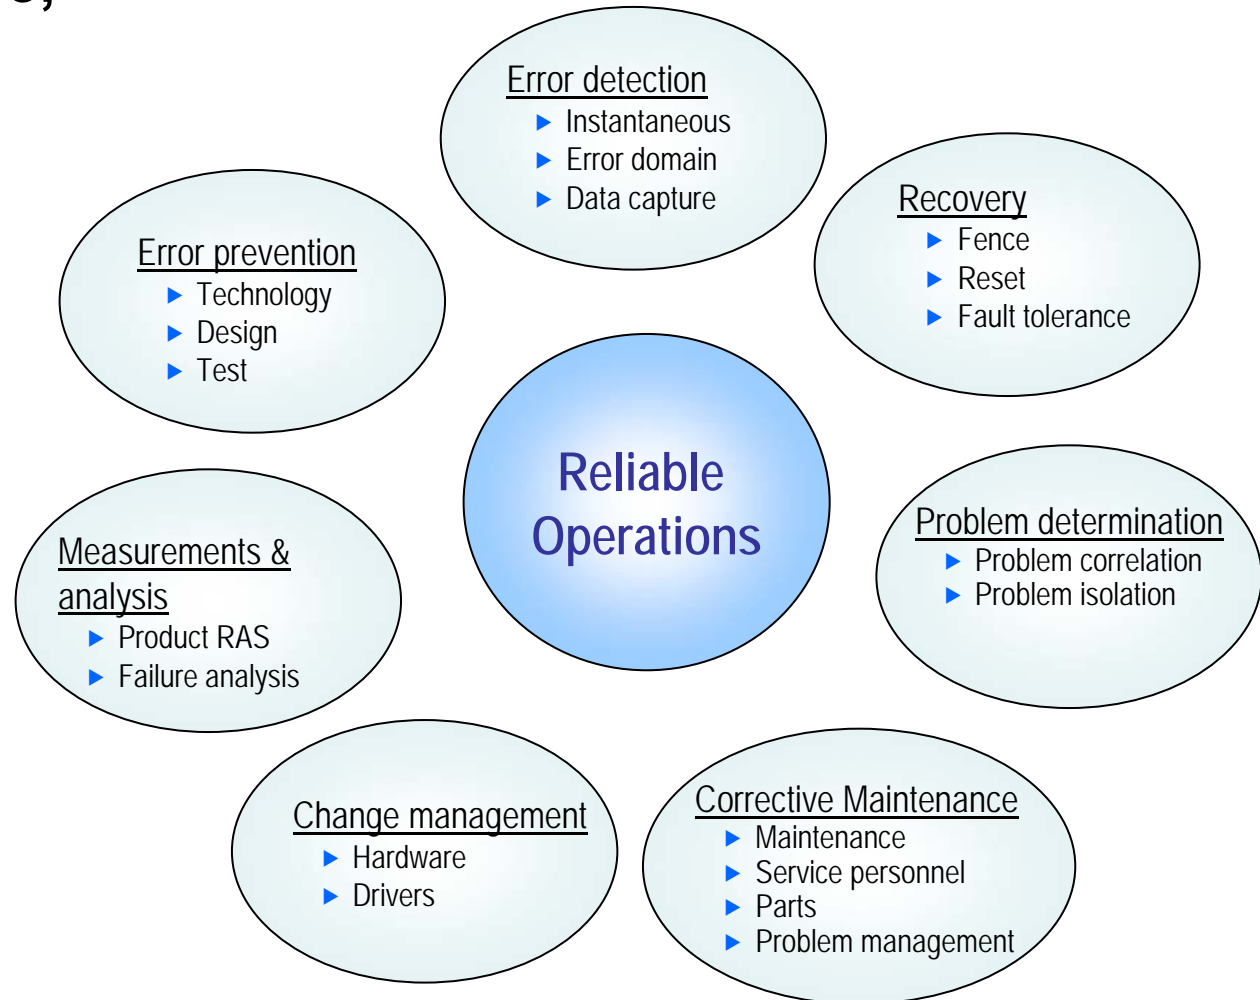 Error detection
Instantaneous
Error domain
Data capture
Recovery
Fence
Reset
Fault tolerance
Error prevention
Technology
Design
Test
Reliable
Operations
Problem determination
Problem correlation
Problem isolation
Measurements &
analysis
Product RAS
Failure analysis
Change management
Hardware
Drivers
Corrective Maintenance
Maintenance
Service personnel
Parts
Problem management